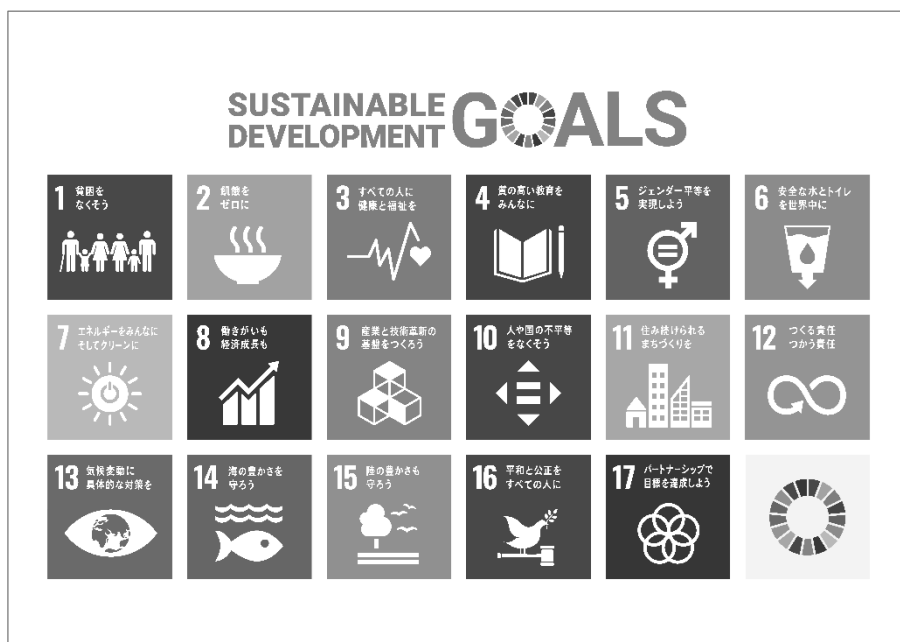 SUSTAINABLE
DEVELOPMENT
GOALS
1 貧困を
なくそう
2 飢餓を
ゼロに
3 すべての人に
健康と福祉を
4 質の高い教育を
みんなに
5 ジェンダー平等を
実現しよう
6 安全な水とトイレ
を世界中に
7 エネルギーをみんなに
そしてクリーンに
8 働きがいも
経済成長も
9 産業と技術革新の
基盤をつくろう
10 人や国の不平等
をなくそう
11 住み続けられる
まちづくりを
12 つくる責任
つかう責任
13 気候変動に
具体的な対策を
14 海の豊かさを
守ろう
15 陸の豊かさも
守ろう
16 平和と公正を
すべての人に
17 パートナーシップで
目標を達成しよう